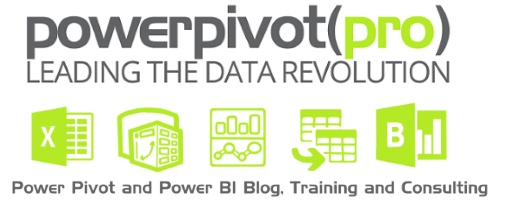 powerpivot(pro)
LEADING THE DATA REVOLUTION
X B
Power Pivot and Power BI Blog, Training and Consulting